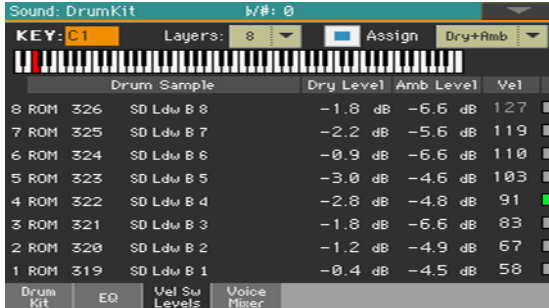 Sound: DrumKit ♭/#: 0
KEY: C1 Layers: 8 Assign Dry+Amb
Drum Sample Dry Level Amb Level Vel
8 ROM 326 SD Ldw B 8 -1.8 dB -6.6 dB 127
7 ROM 325 SD Ldw B 7 -2.2 dB -5.6 dB 119
6 ROM 324 SD Ldw B 6 -0.9 dB -6.6 dB 110
5 ROM 323 SD Ldw B 5 -3.0 dB -4.6 dB 103
4 ROM 322 SD Ldw B 4 -2.8 dB -4.8 dB 91
3 ROM 321 SD Ldw B 3 -1.8 dB -6.6 dB 83
2 ROM 320 SD Ldw B 2 -1.2 dB -4.9 dB 67
1 ROM 319 SD Ldw B 1 -0.4 dB -4.5 dB 58
Drum Kit EQ Vel Sw Levels Voice Mixer